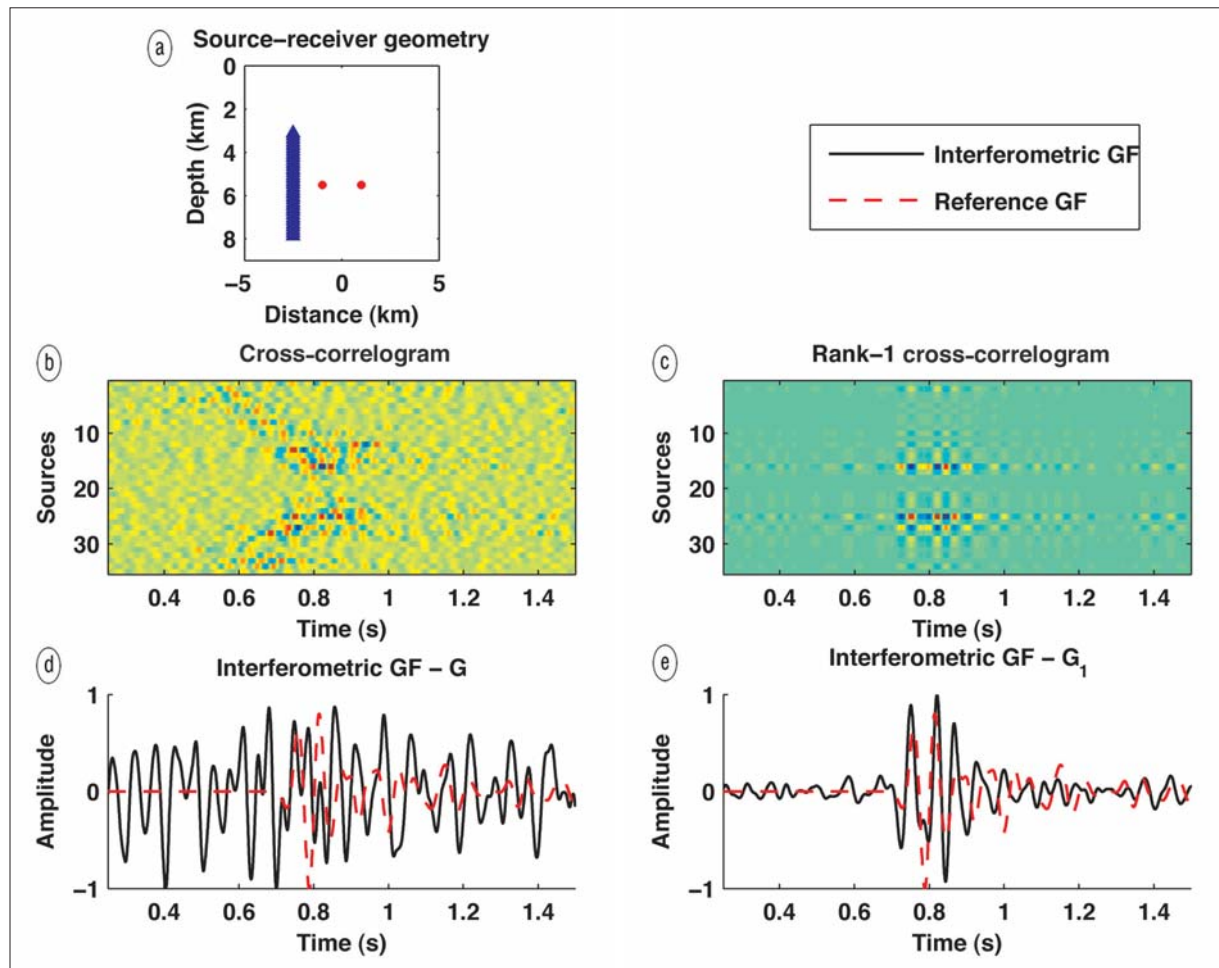 a Source−receiver geometry
0
2
4
6
8
Depth (km)
−5 0 5
Distance (km)
Interferometric GF
Reference GF
b Cross-correlogram
10
20
30
Sources
0.4 0.6 0.8 1 1.2 1.4
Time (s)
c Rank−1 cross-correlogram
10
20
30
Sources
0.4 0.6 0.8 1 1.2 1.4
Time (s)
d Interferometric GF − G
1
0
−1
Amplitude
0.4 0.6 0.8 1 1.2 1.4
Time (s)
e Interferometric GF − G₁
1
0
−1
Amplitude
0.4 0.6 0.8 1 1.2 1.4
Time (s)